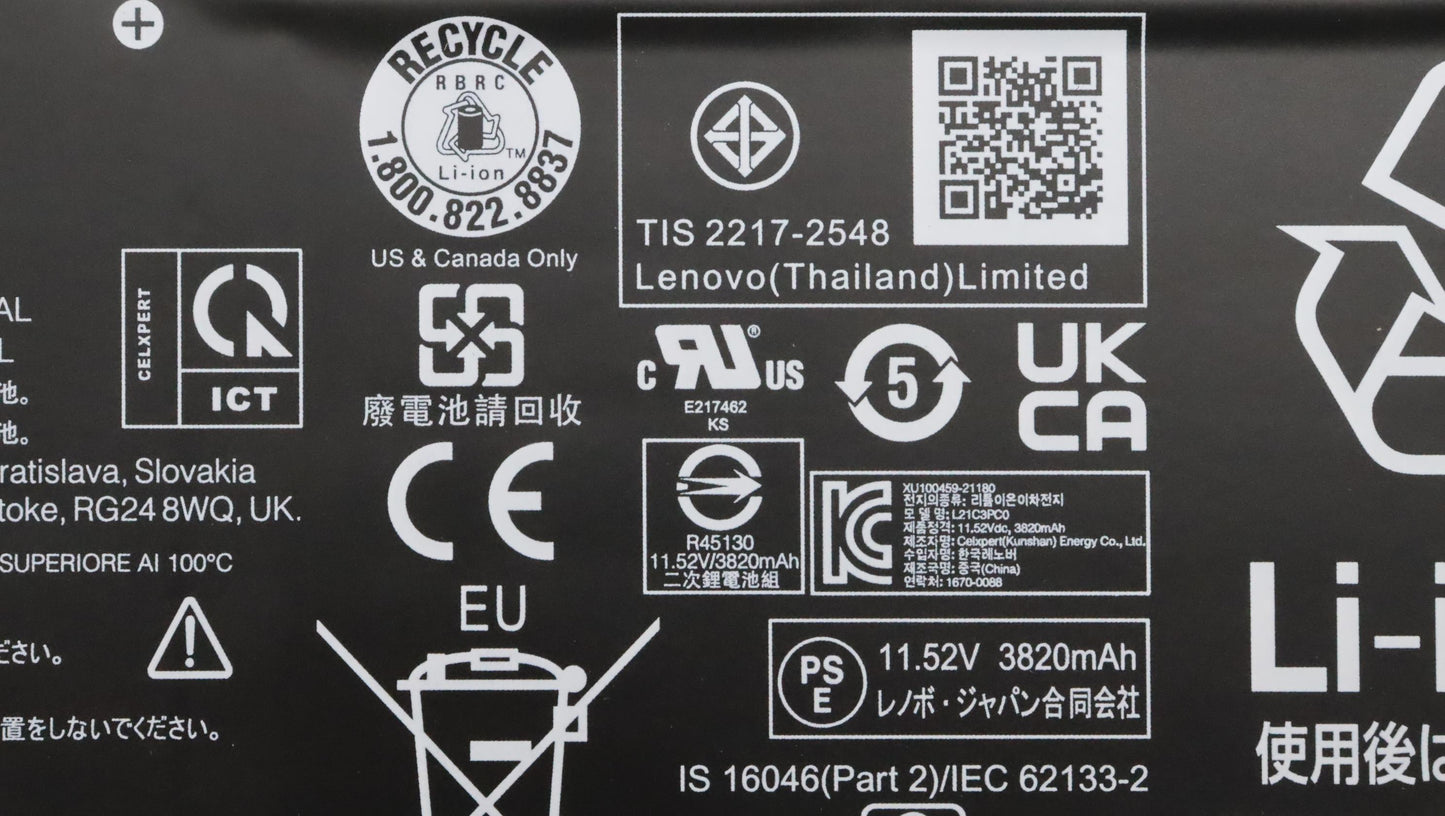 RECYCLE
RBRC
TM
Li-ion
1.800.822.8837
US & Canada Only
TIS 2217-2548
Lenovo(Thailand)Limited
AL
L
他。
他。
ratislava, Slovakia
toke, RG24 8WQ, UK.
SUPERIORE AI 100°C
ださい。
置をしないでください。
CELXPERT
ICT
廢電池請回收
CE
EU
C
US
®
E217462
KS
5
UK
CA
R45130
11.52V/3820mAh
二次鋰電池組
KC
XU100459-21180
전지의종류: 리튬이온이차전지
모 델 명: L21C3PC0
제품정격: 11.52Vdc, 3820mAh
제조자명: Celxpert(Kunshan) Energy Co., Ltd.
수입자명: 한국레노버
제조국명: 중국(China)
연락처: 1670-0088
PS
E
11.52V 3820mAh
レノボ・ジャパン合同会社
IS 16046(Part 2)/IEC 62133-2
Li-i
使用後は